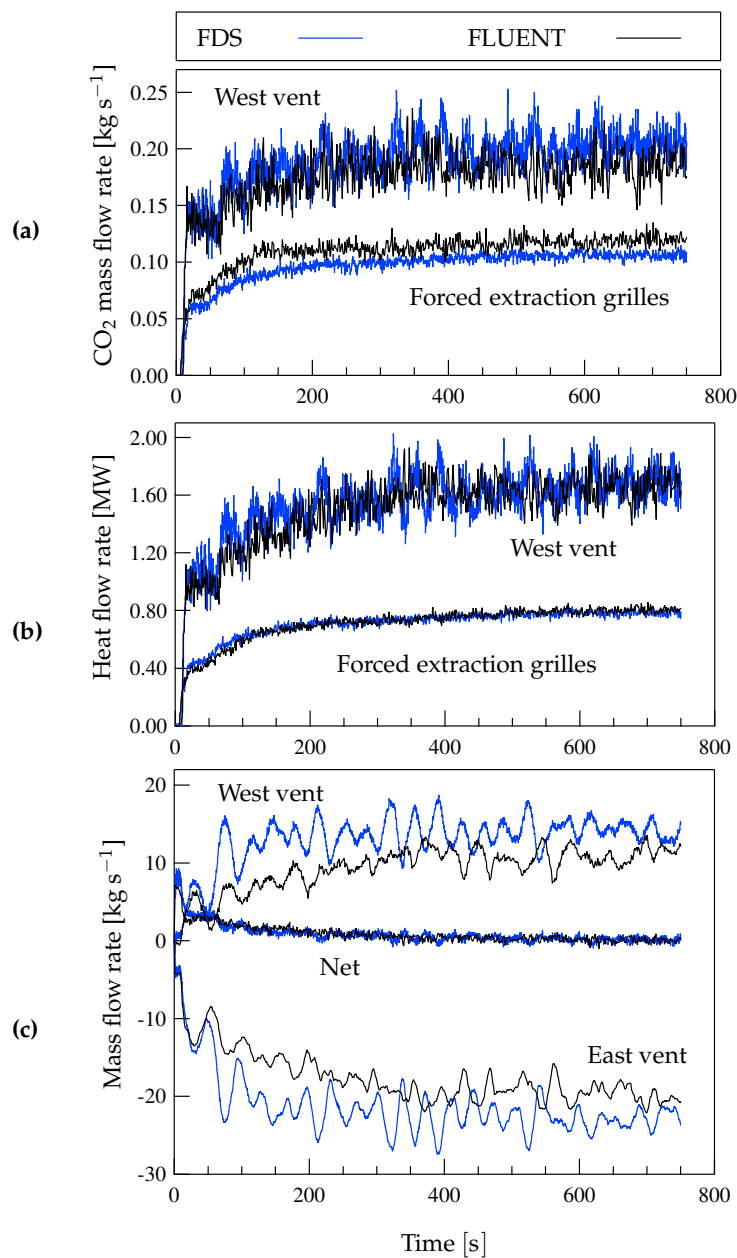 FDS FLUENT
(a)
CO₂ mass flow rate [kg s⁻¹]
0.25
0.20
0.15
0.10
0.05
0.00
West vent
Forced extraction grilles
0 200 400 600 800
(b)
Heat flow rate [MW]
2.00
1.60
1.20
0.80
0.40
0.00
West vent
Forced extraction grilles
0 200 400 600 800
(c)
Mass flow rate [kg s⁻¹]
20
10
0
-10
-20
-30
West vent
Net
East vent
0 200 400 600 800
Time [s]